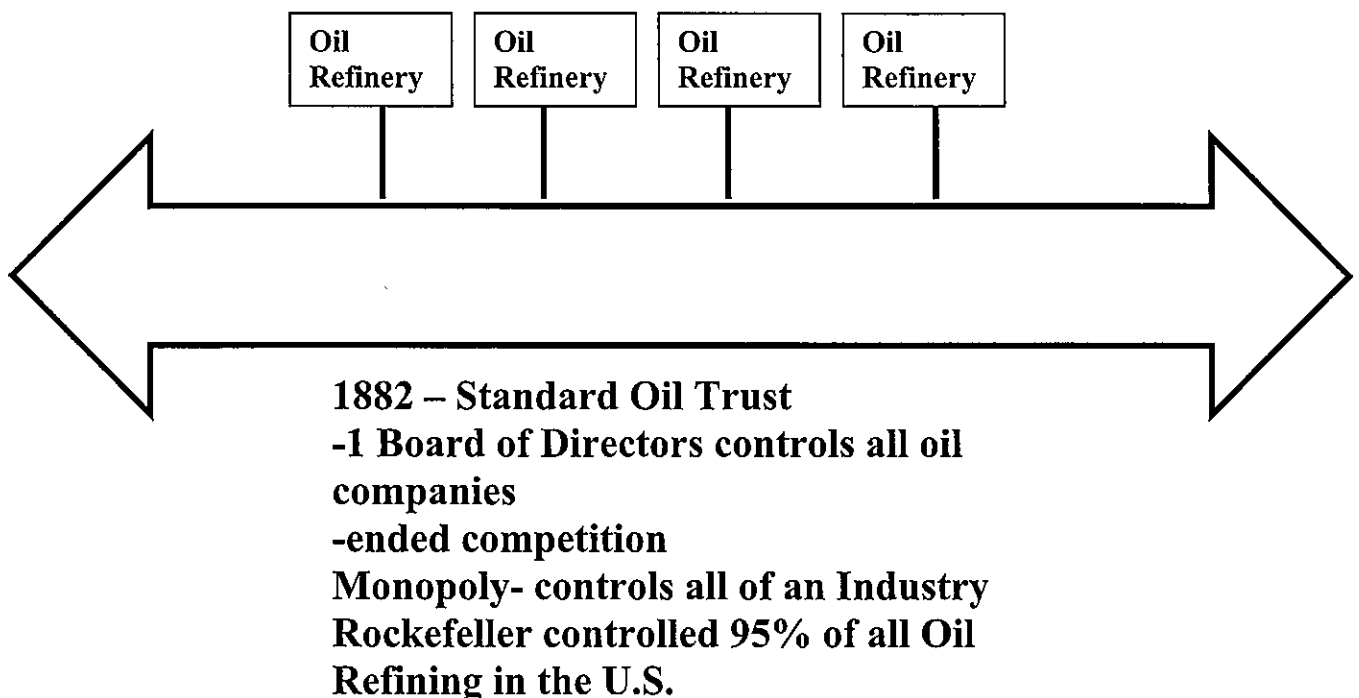 Oil
Refinery
Oil
Refinery
Oil
Refinery
Oil
Refinery
1882 – Standard Oil Trust
-1 Board of Directors controls all oil
companies
-ended competition
Monopoly- controls all of an Industry
Rockefeller controlled 95% of all Oil
Refining in the U.S.